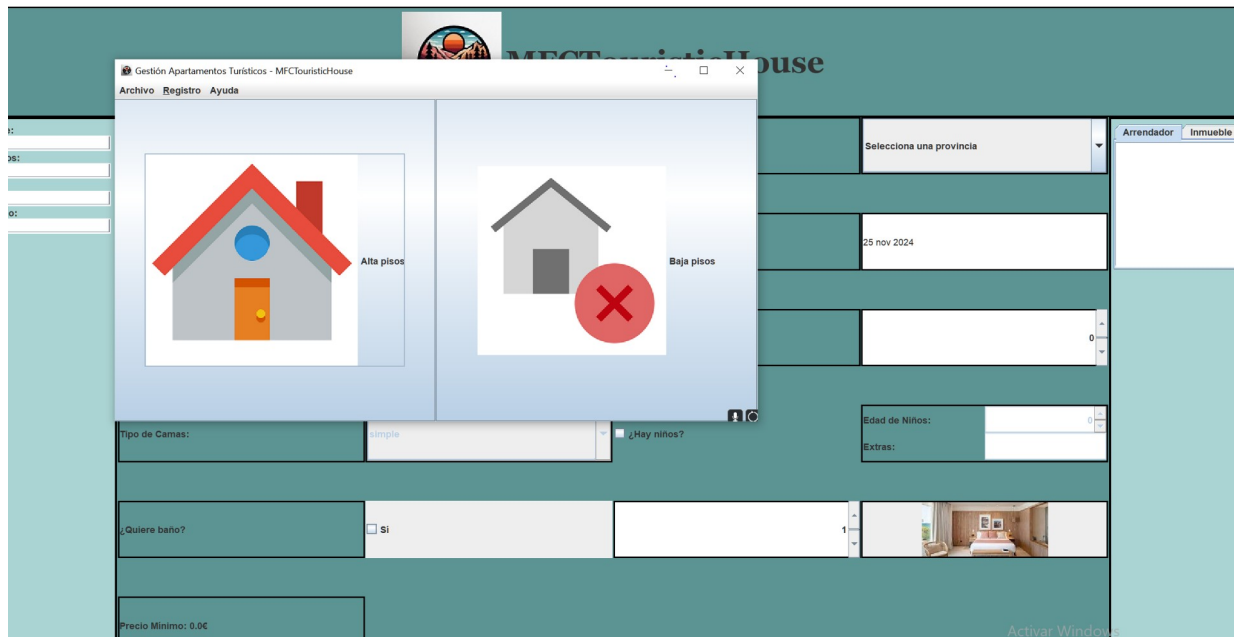 MFCTouristicHouse
Gestión Apartamentos Turísticos - MFCTouristicHouse
Archivo Registro Ayuda
Alta pisos
Baja pisos
Selecciona una provincia
25 nov 2024
0
Arrendador Inmueble
Tipo de Camas:
simple
¿Hay niños?
Edad de Niños:
0
Extras:
¿Quiere baño?
Si
1
Precio Minimo: 0.0€
Activar Windows